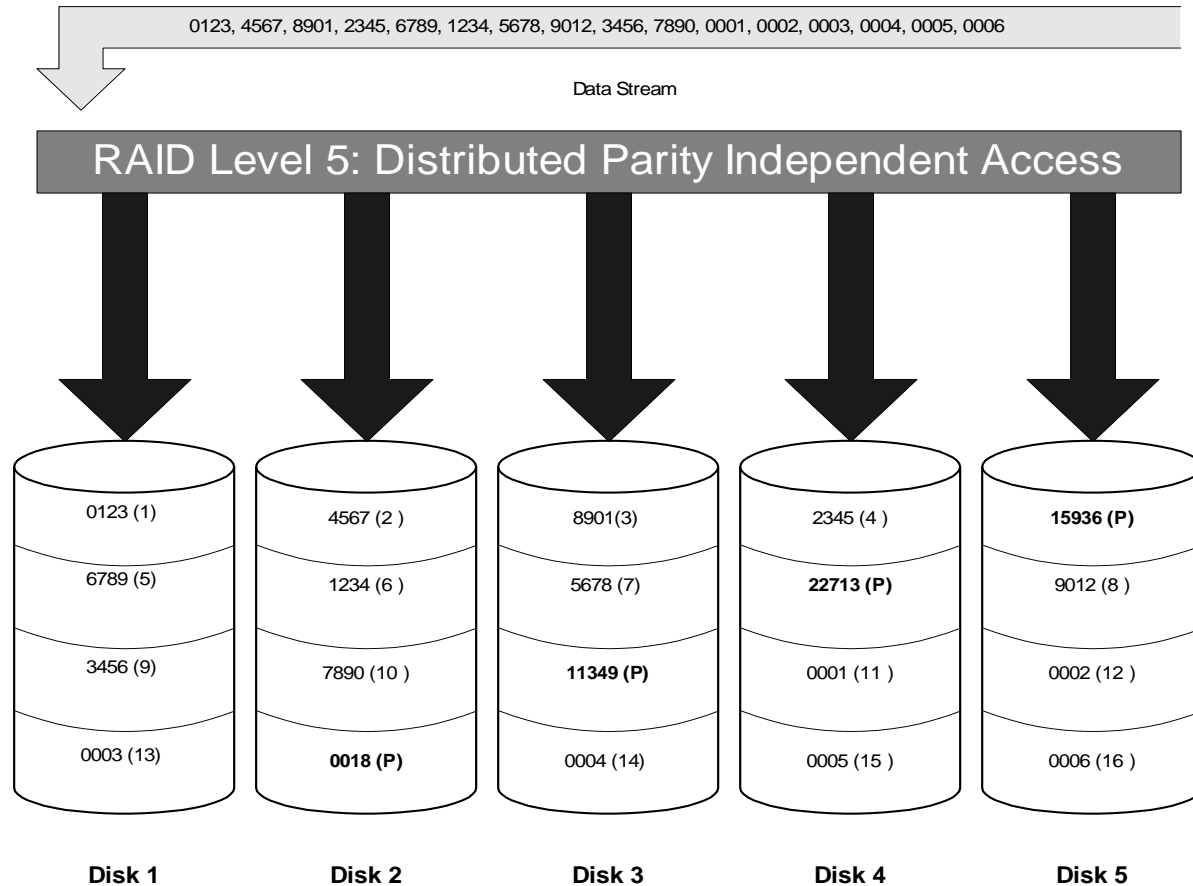 0123, 4567, 8901, 2345, 6789, 1234, 5678, 9012, 3456, 7890, 0001, 0002, 0003, 0004, 0005, 0006
Data Stream
RAID Level 5: Distributed Parity Independent Access
0123 (1) 4567 (2 ) 8901(3) 2345 (4 ) 15936 (P)
6789 (5) 1234 (6 ) 5678 (7) 22713 (P) 9012 (8 )
3456 (9) 7890 (10 ) 11349 (P) 0001 (11 ) 0002 (12 )
0003 (13) 0018 (P) 0004 (14) 0005 (15 ) 0006 (16 )
Disk 1 Disk 2 Disk 3 Disk 4 Disk 5